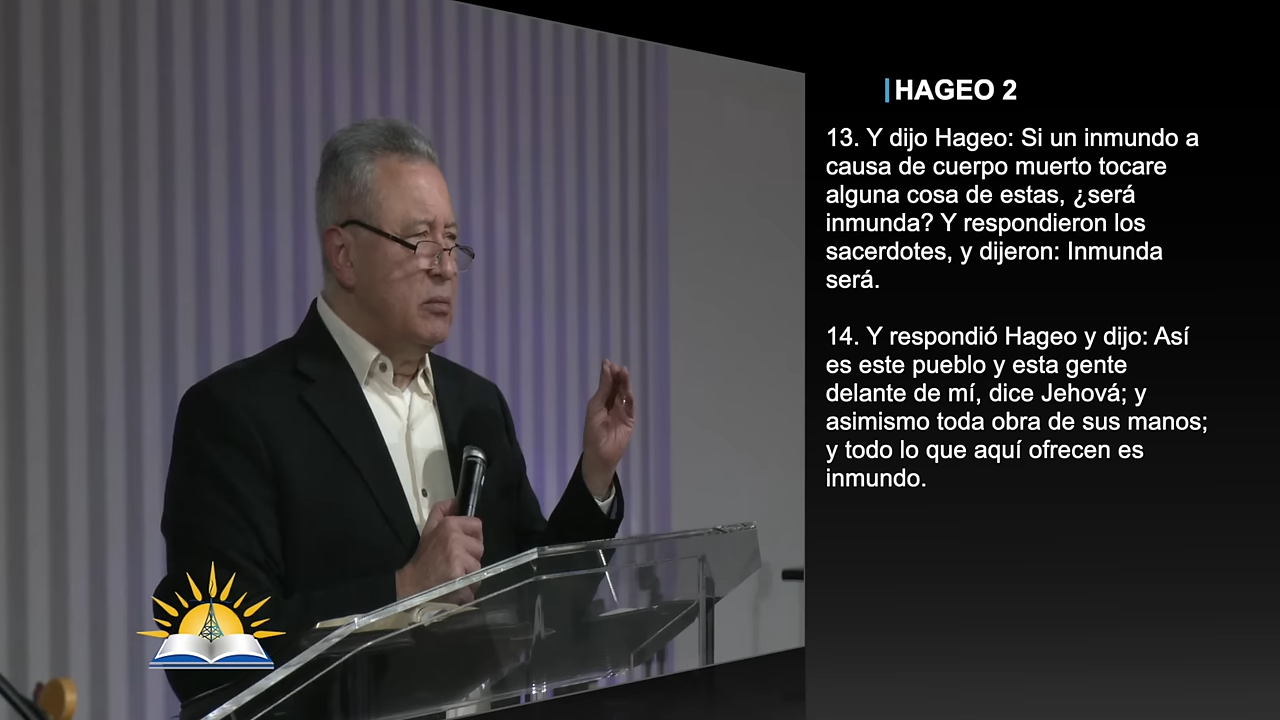 HAGEO 2
13. Y dijo Hageo: Si un inmundo a
causa de cuerpo muerto tocare
alguna cosa de estas, ¿será
inmunda? Y respondieron los
sacerdotes, y dijeron: Inmunda
será.
14. Y respondió Hageo y dijo: Así
es este pueblo y esta gente
delante de mí, dice Jehová; y
asimismo toda obra de sus manos;
y todo lo que aquí ofrecen es
inmundo.